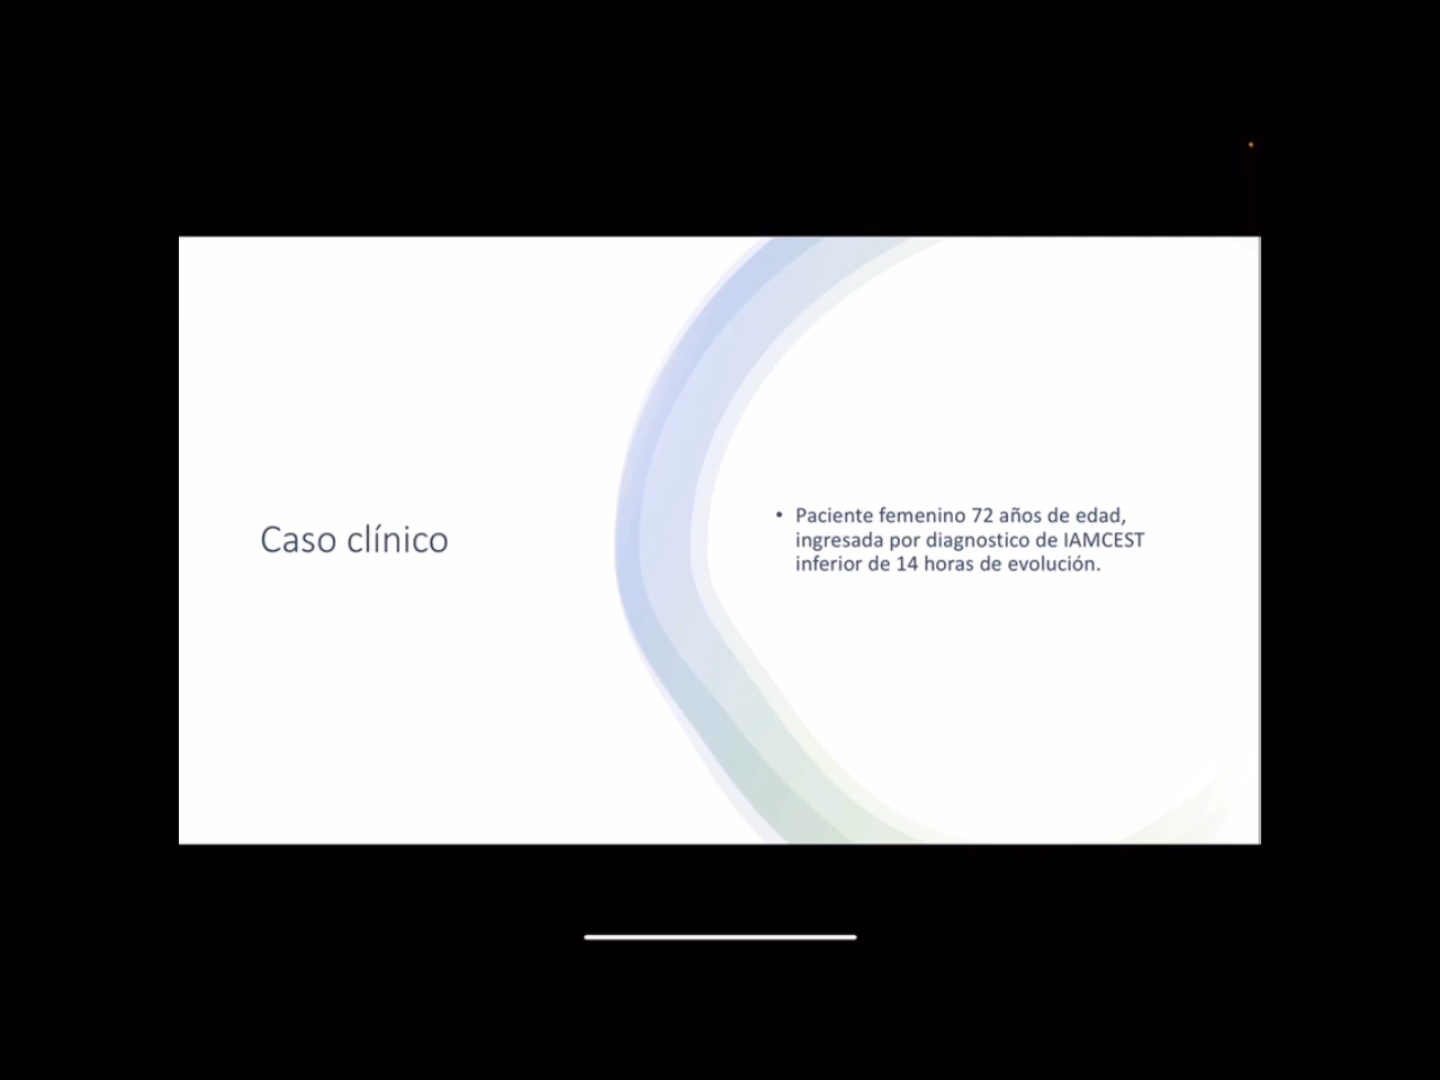 Caso clínico
• Paciente femenino 72 años de edad,
ingresada por diagnostico de IAMCEST
inferior de 14 horas de evolución.